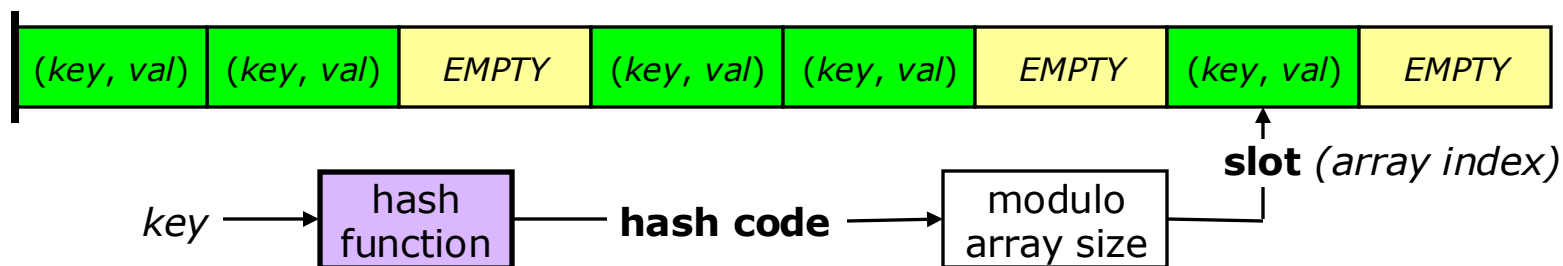 (key, val) (key, val) EMPTY (key, val) (key, val) EMPTY (key, val) EMPTY
slot (array index)
key hash function hash code modulo array size